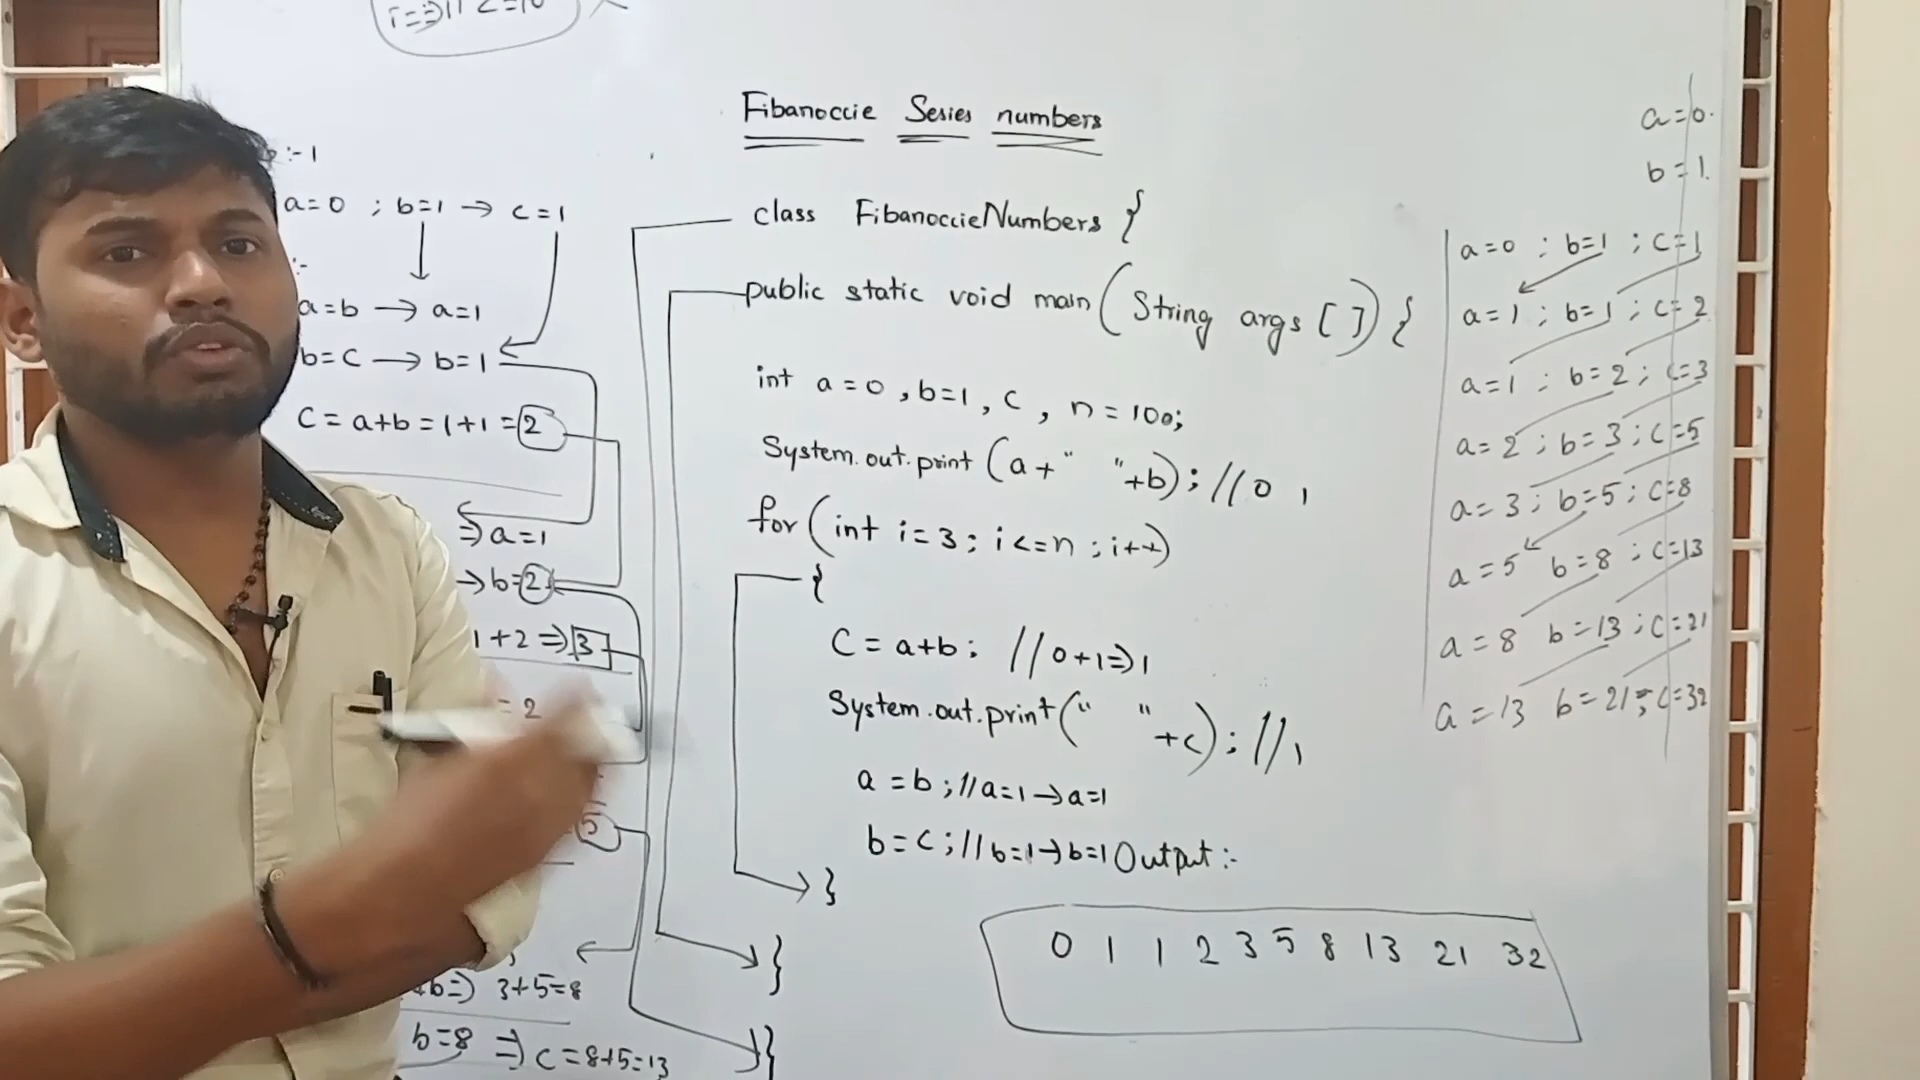 i=>11 <=10
Fibanoccie Series numbers
:-1
a=0 ; b=1 → c=1
:-
a=b → a=1
b=c → b=1
C = a+b = 1+1 = 2
⇒ a=1
→ b=2
1+2 ⇒ 3
= 2
5
+b=) 3+5=8
b=8 ⇒ c=8+5=13
class FibanoccieNumbers {
public static void main (String args []) {
int a=0, b=1, c, n=100;
System.out.print (a+" "+b); // 0 1
for (int i=3; i<=n; i++)
{
C = a+b; // 0+1⇒1
System.out.print (" "+c); // 1
a = b; // a=1→a=1
b = c; // b=1→b=1
}
}
}
Output :-
0 1 1 2 3 5 8 13 21 32
a=0.
b=1.
a=0 ; b=1 ; c=1
a=1 ; b=1 ; c=2
a=1 ; b=2 ; c=3
a=2 ; b=3 ; c=5
a=3 ; b=5 ; c=8
a=5 b=8 ; c=13
a=8 b=13 ; c=21
a=13 b=21 ; c=32